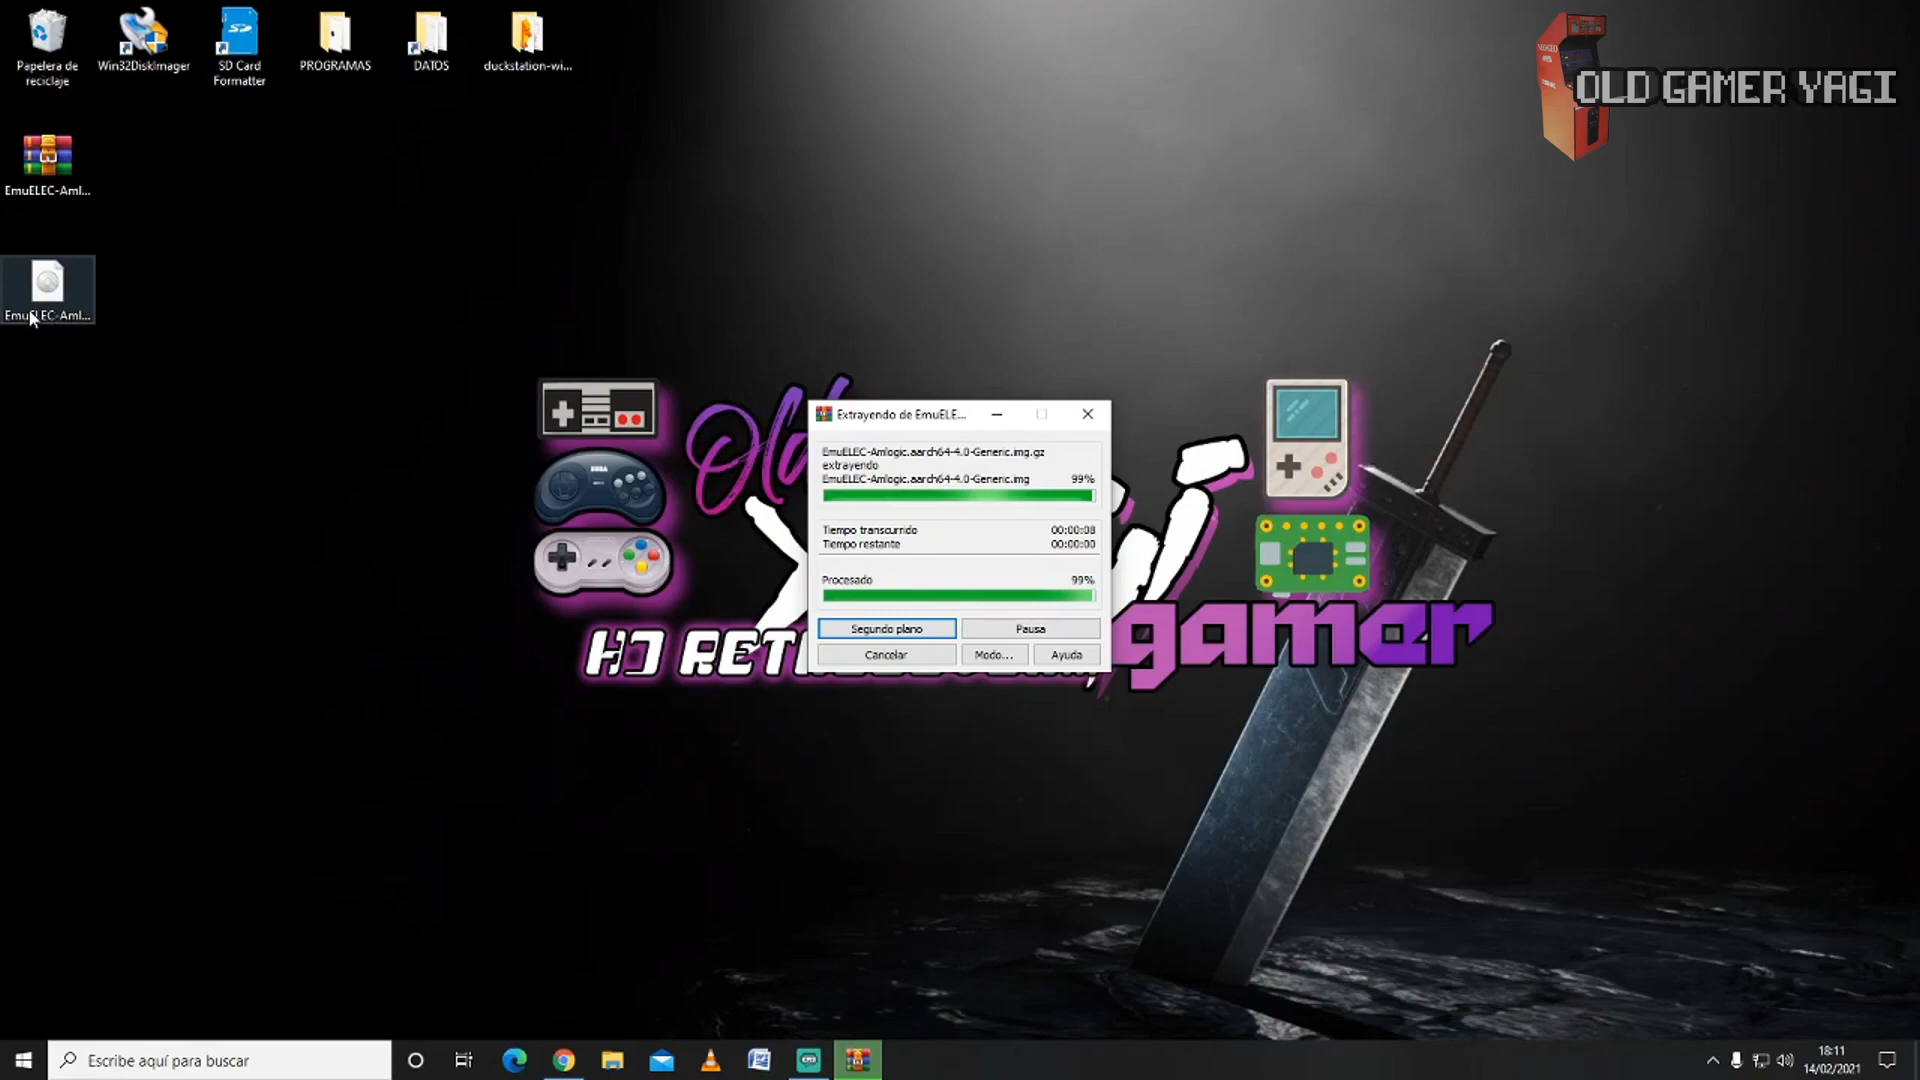 Papelera de reciclaje
Win32DiskImager
SD Card Formatter
PROGRAMAS
DATOS
duckstation-wi...
OLD GAMER YAGI
EmuELEC-Aml...
EmuELEC-Aml...
Extrayendo de EmuELE...
EmuELEC-Amlogic.aarch64-4.0-Generic.img.gz
extrayendo
EmuELEC-Amlogic.aarch64-4.0-Generic.img 99%
Tiempo transcurrido 00:00:08
Tiempo restante 00:00:00
Procesado 99%
Segundo plano Pausa
Cancelar Modo... Ayuda
Old
gamer
Escribe aquí para buscar
18:11
14/02/2021